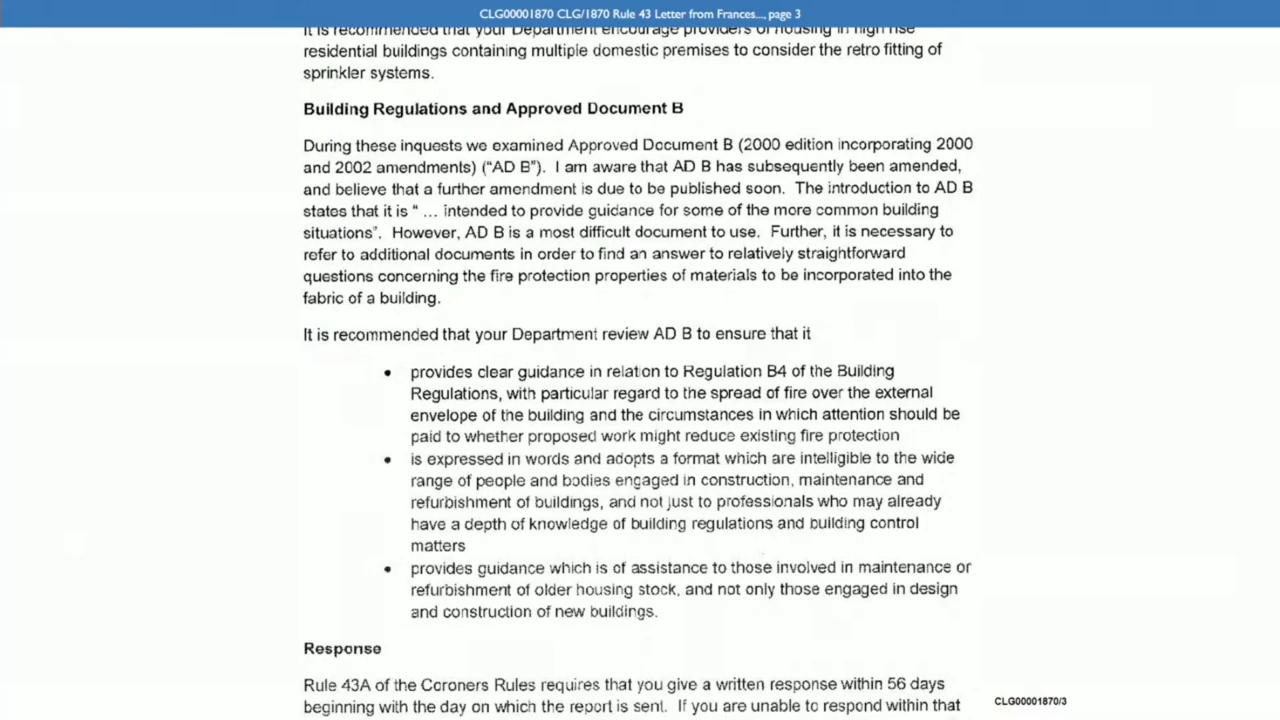 CLG00001870 CLG/1870 Rule 43 Letter from Frances..., page 3
It is recommended that your Department encourage providers of housing in high rise
residential buildings containing multiple domestic premises to consider the retro fitting of
sprinkler systems.
Building Regulations and Approved Document B
During these inquests we examined Approved Document B (2000 edition incorporating 2000
and 2002 amendments) (“AD B”). I am aware that AD B has subsequently been amended,
and believe that a further amendment is due to be published soon. The introduction to AD B
states that it is “ ... intended to provide guidance for some of the more common building
situations”. However, AD B is a most difficult document to use. Further, it is necessary to
refer to additional documents in order to find an answer to relatively straightforward
questions concerning the fire protection properties of materials to be incorporated into the
fabric of a building.
It is recommended that your Department review AD B to ensure that it
• provides clear guidance in relation to Regulation B4 of the Building
Regulations, with particular regard to the spread of fire over the external
envelope of the building and the circumstances in which attention should be
paid to whether proposed work might reduce existing fire protection
• is expressed in words and adopts a format which are intelligible to the wide
range of people and bodies engaged in construction, maintenance and
refurbishment of buildings, and not just to professionals who may already
have a depth of knowledge of building regulations and building control
matters
• provides guidance which is of assistance to those involved in maintenance or
refurbishment of older housing stock, and not only those engaged in design
and construction of new buildings.
Response
Rule 43A of the Coroners Rules requires that you give a written response within 56 days
beginning with the day on which the report is sent. If you are unable to respond within that
CLG00001870/3